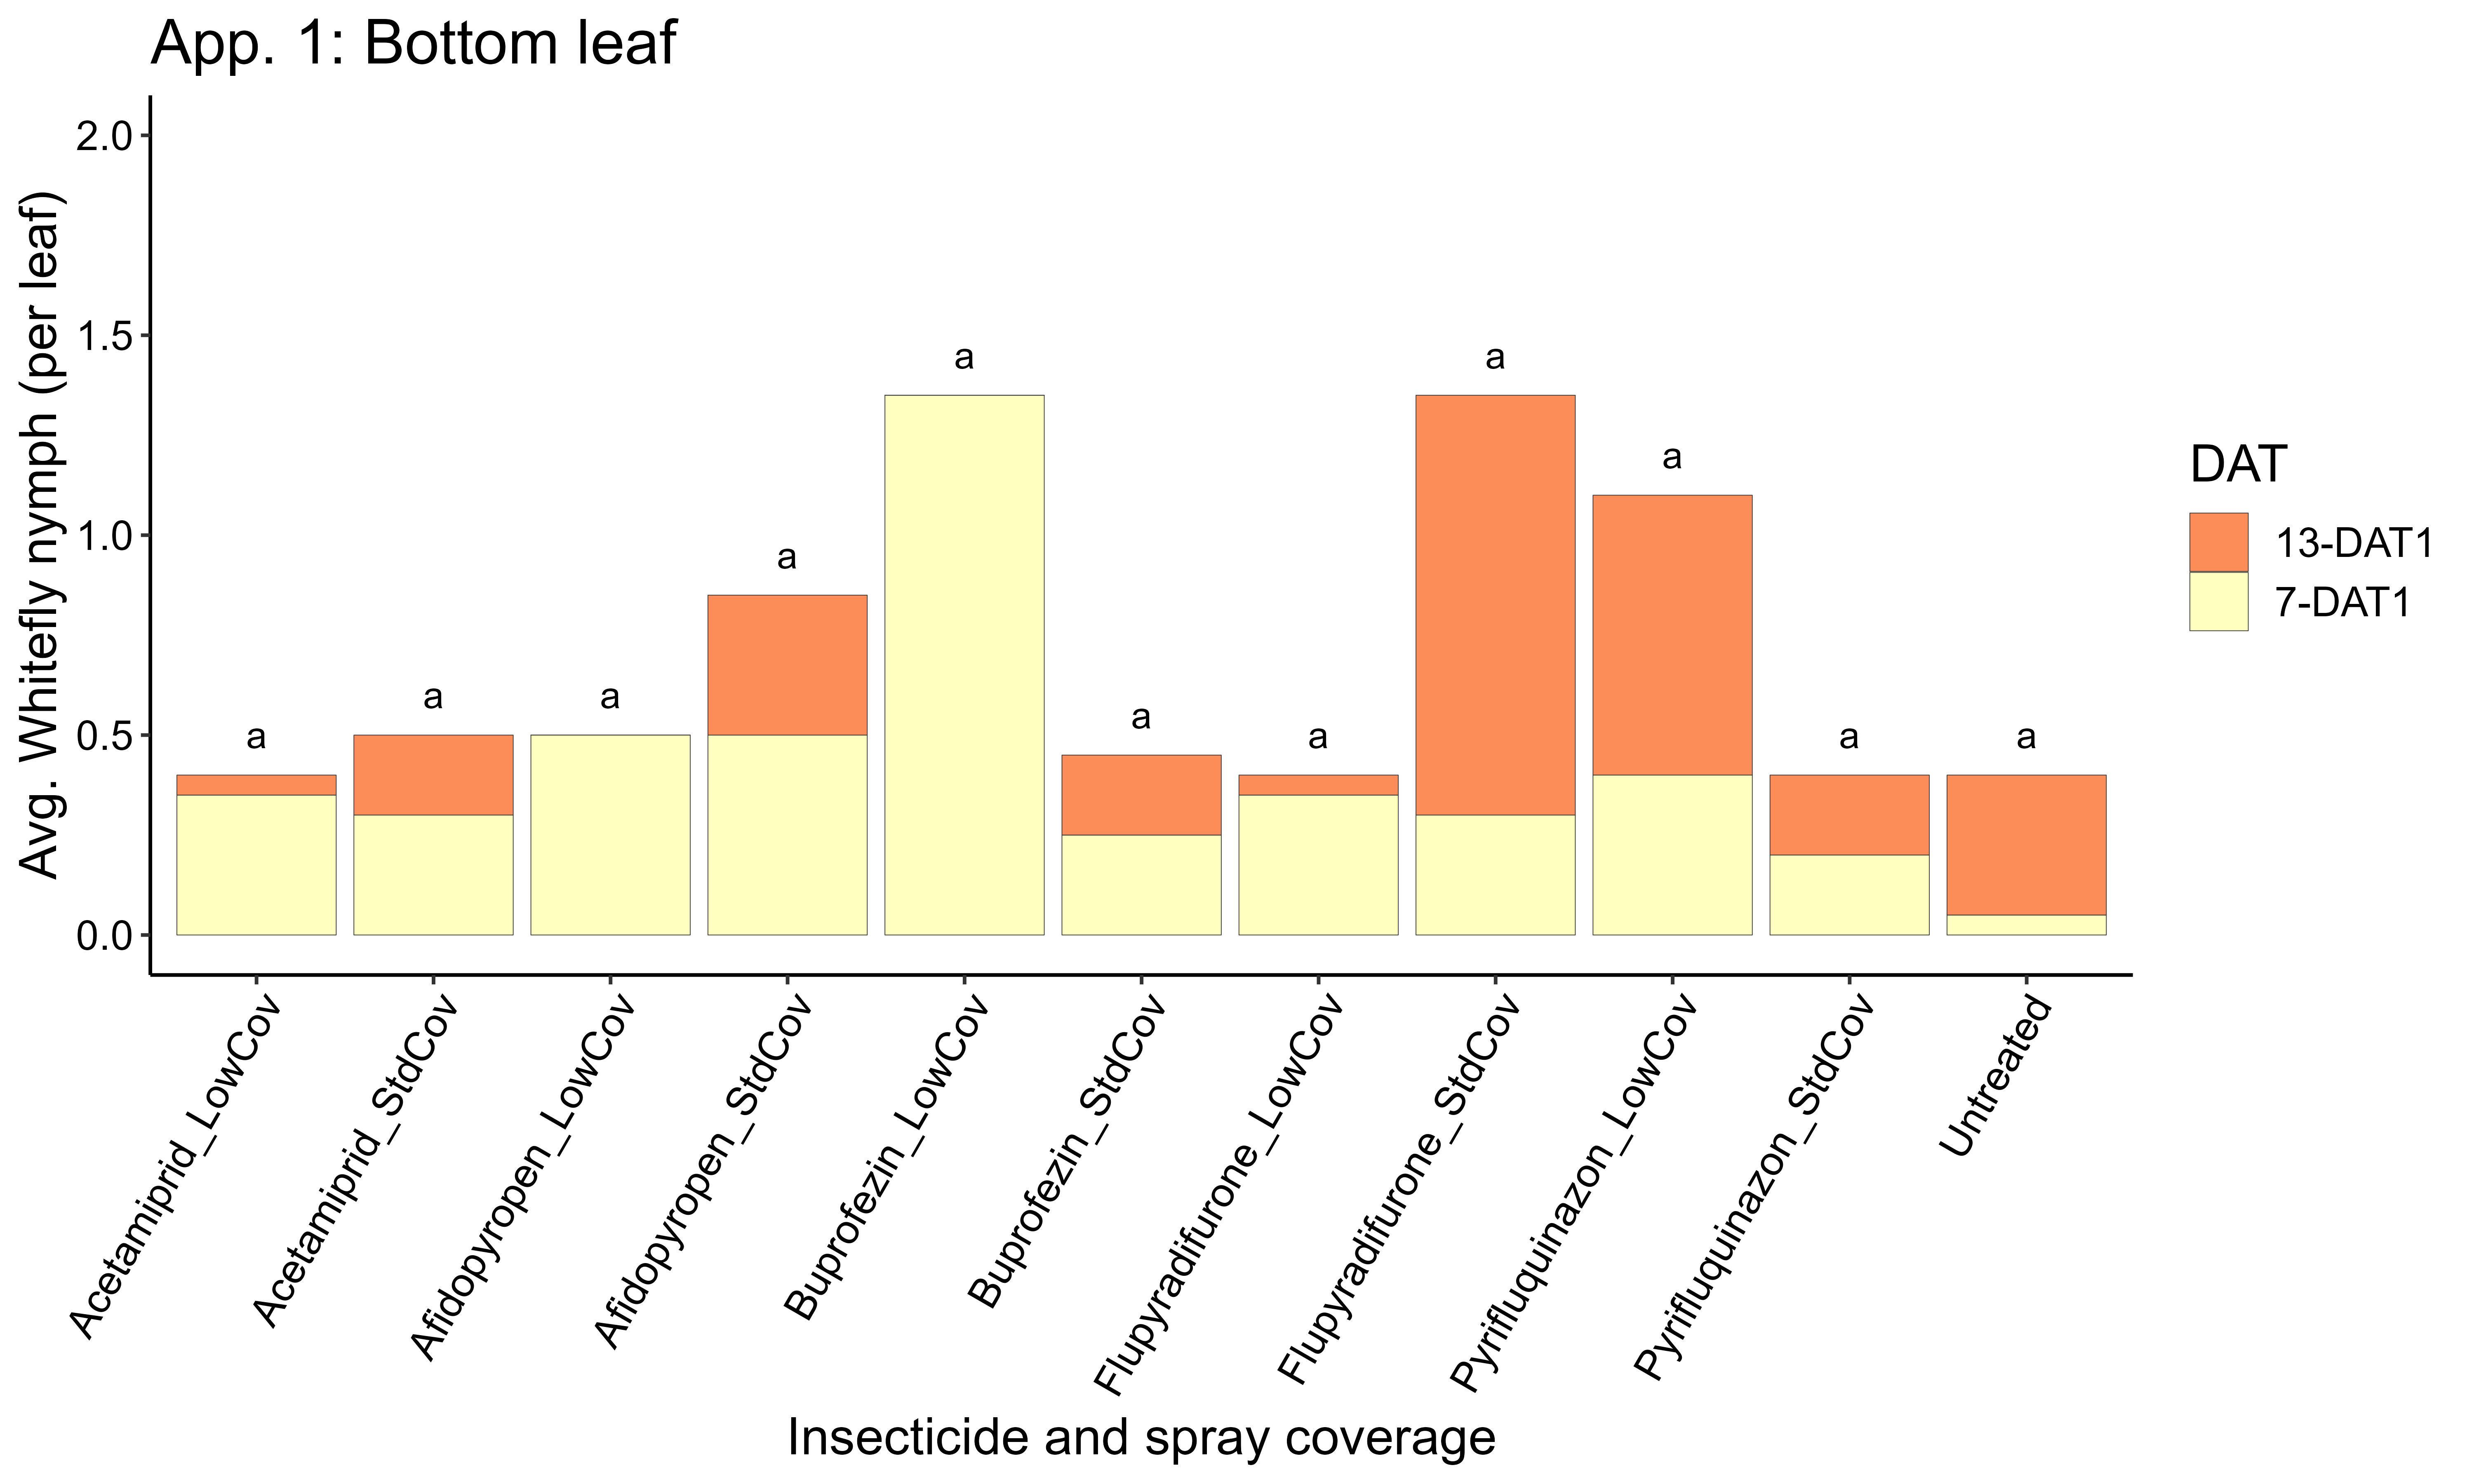 App. 1: Bottom leaf
Avg. Whitefly nymph (per leaf)
2.0
1.5
1.0
0.5
0.0
a
a
a
a
a
a
a
a
a
a
a
DAT
13-DAT1
7-DAT1
Acetamiprid_LowCov
Acetamiprid_StdCov
Afidopyropen_LowCov
Afidopyropen_StdCov
Buprofezin_LowCov
Buprofezin_StdCov
Flupyradifurone_LowCov
Flupyradifurone_StdCov
Pyrifluquinazon_LowCov
Pyrifluquinazon_StdCov
Untreated
Insecticide and spray coverage